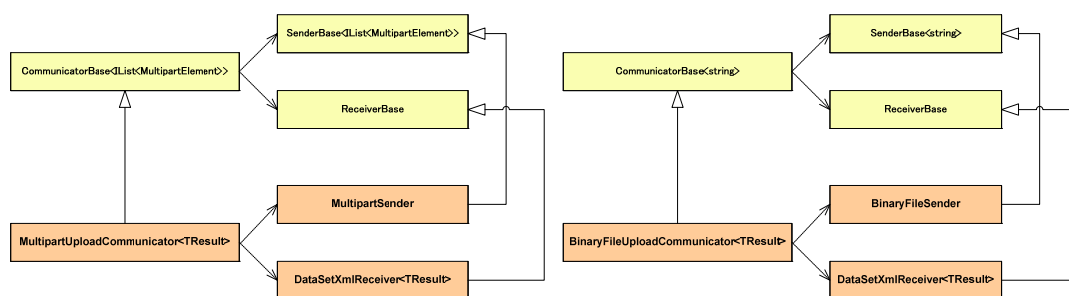 SenderBase<IList<MultipartElement>>
CommunicatorBase<IList<MultipartElement>>
ReceiverBase
MultipartSender
MultipartUploadCommunicator<TResult>
DataSetXmlReceiver<TResult>
SenderBase<string>
CommunicatorBase<string>
ReceiverBase
BinaryFileSender
BinaryFileUploadCommunicator<TResult>
DataSetXmlReceiver<TResult>